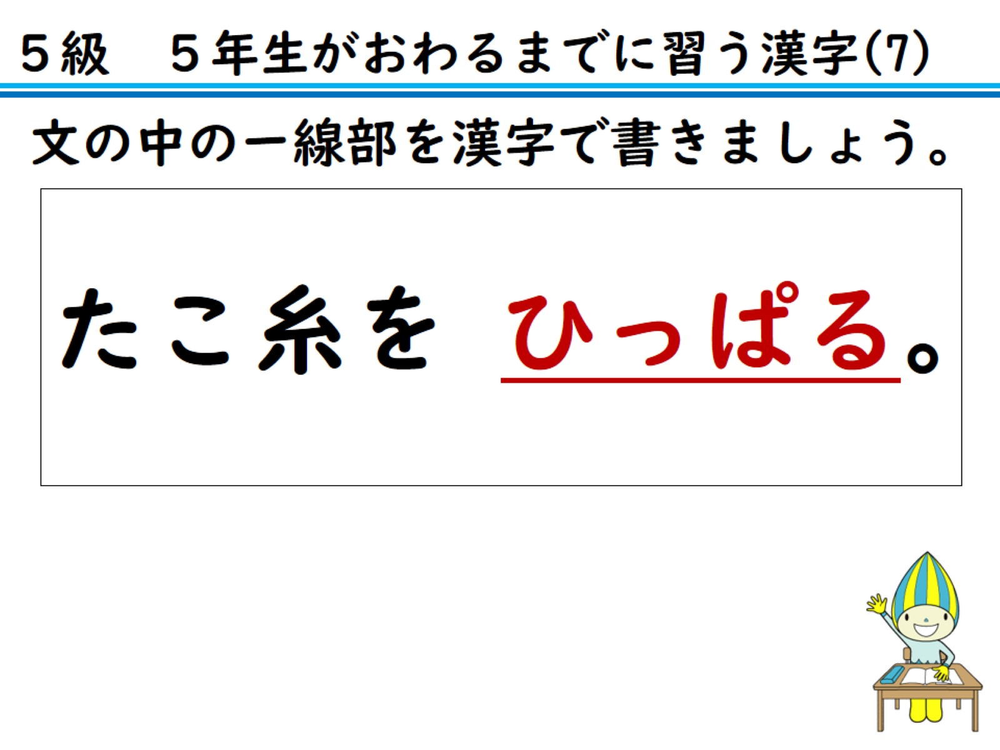 ５級　５年生がおわるまでに習う漢字(7)
文の中の一線部を漢字で書きましょう。
たこ糸を　ひっぱる。